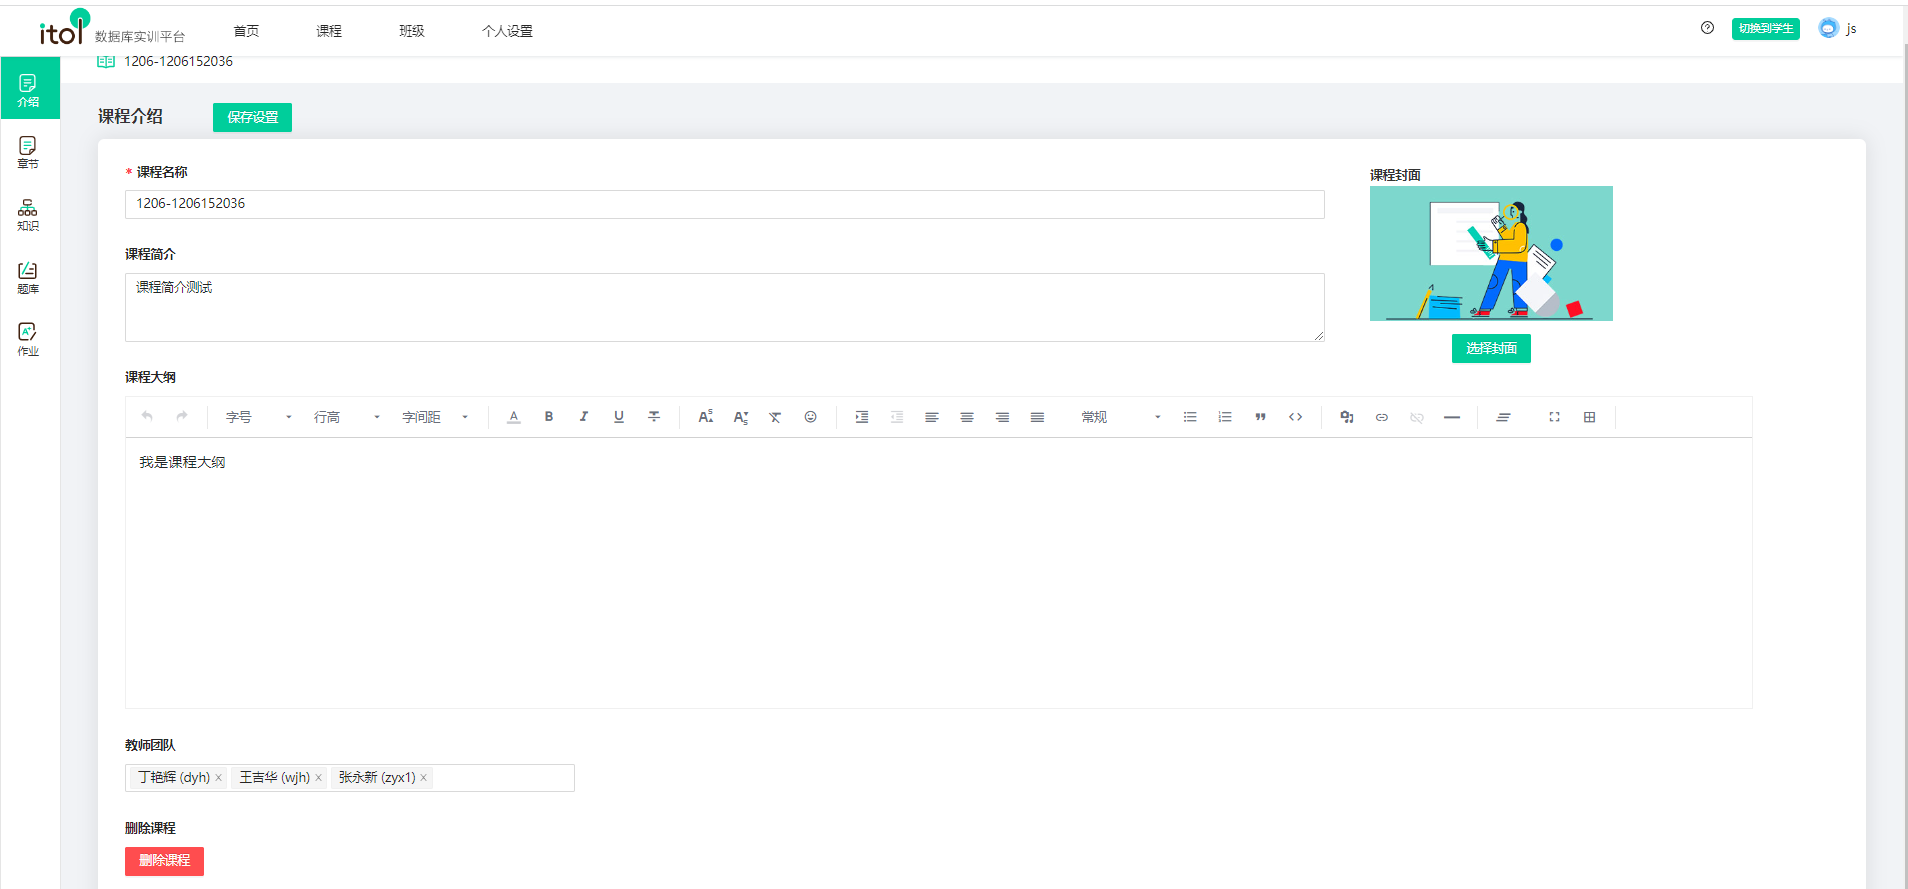 itol 数据库实训平台 首页 课程 班级 个人设置 切换到学生 js
1206-1206152036
介绍
章节
知识
题库
作业
课程介绍 保存设置
* 课程名称
1206-1206152036
课程封面
选择封面
课程简介
课程简介测试
课程大纲
字号 行高 字间距 常规
我是课程大纲
教师团队
丁艳辉 (dyh) × 王吉华 (wjh) × 张永新 (zyx1) ×
删除课程
删除课程